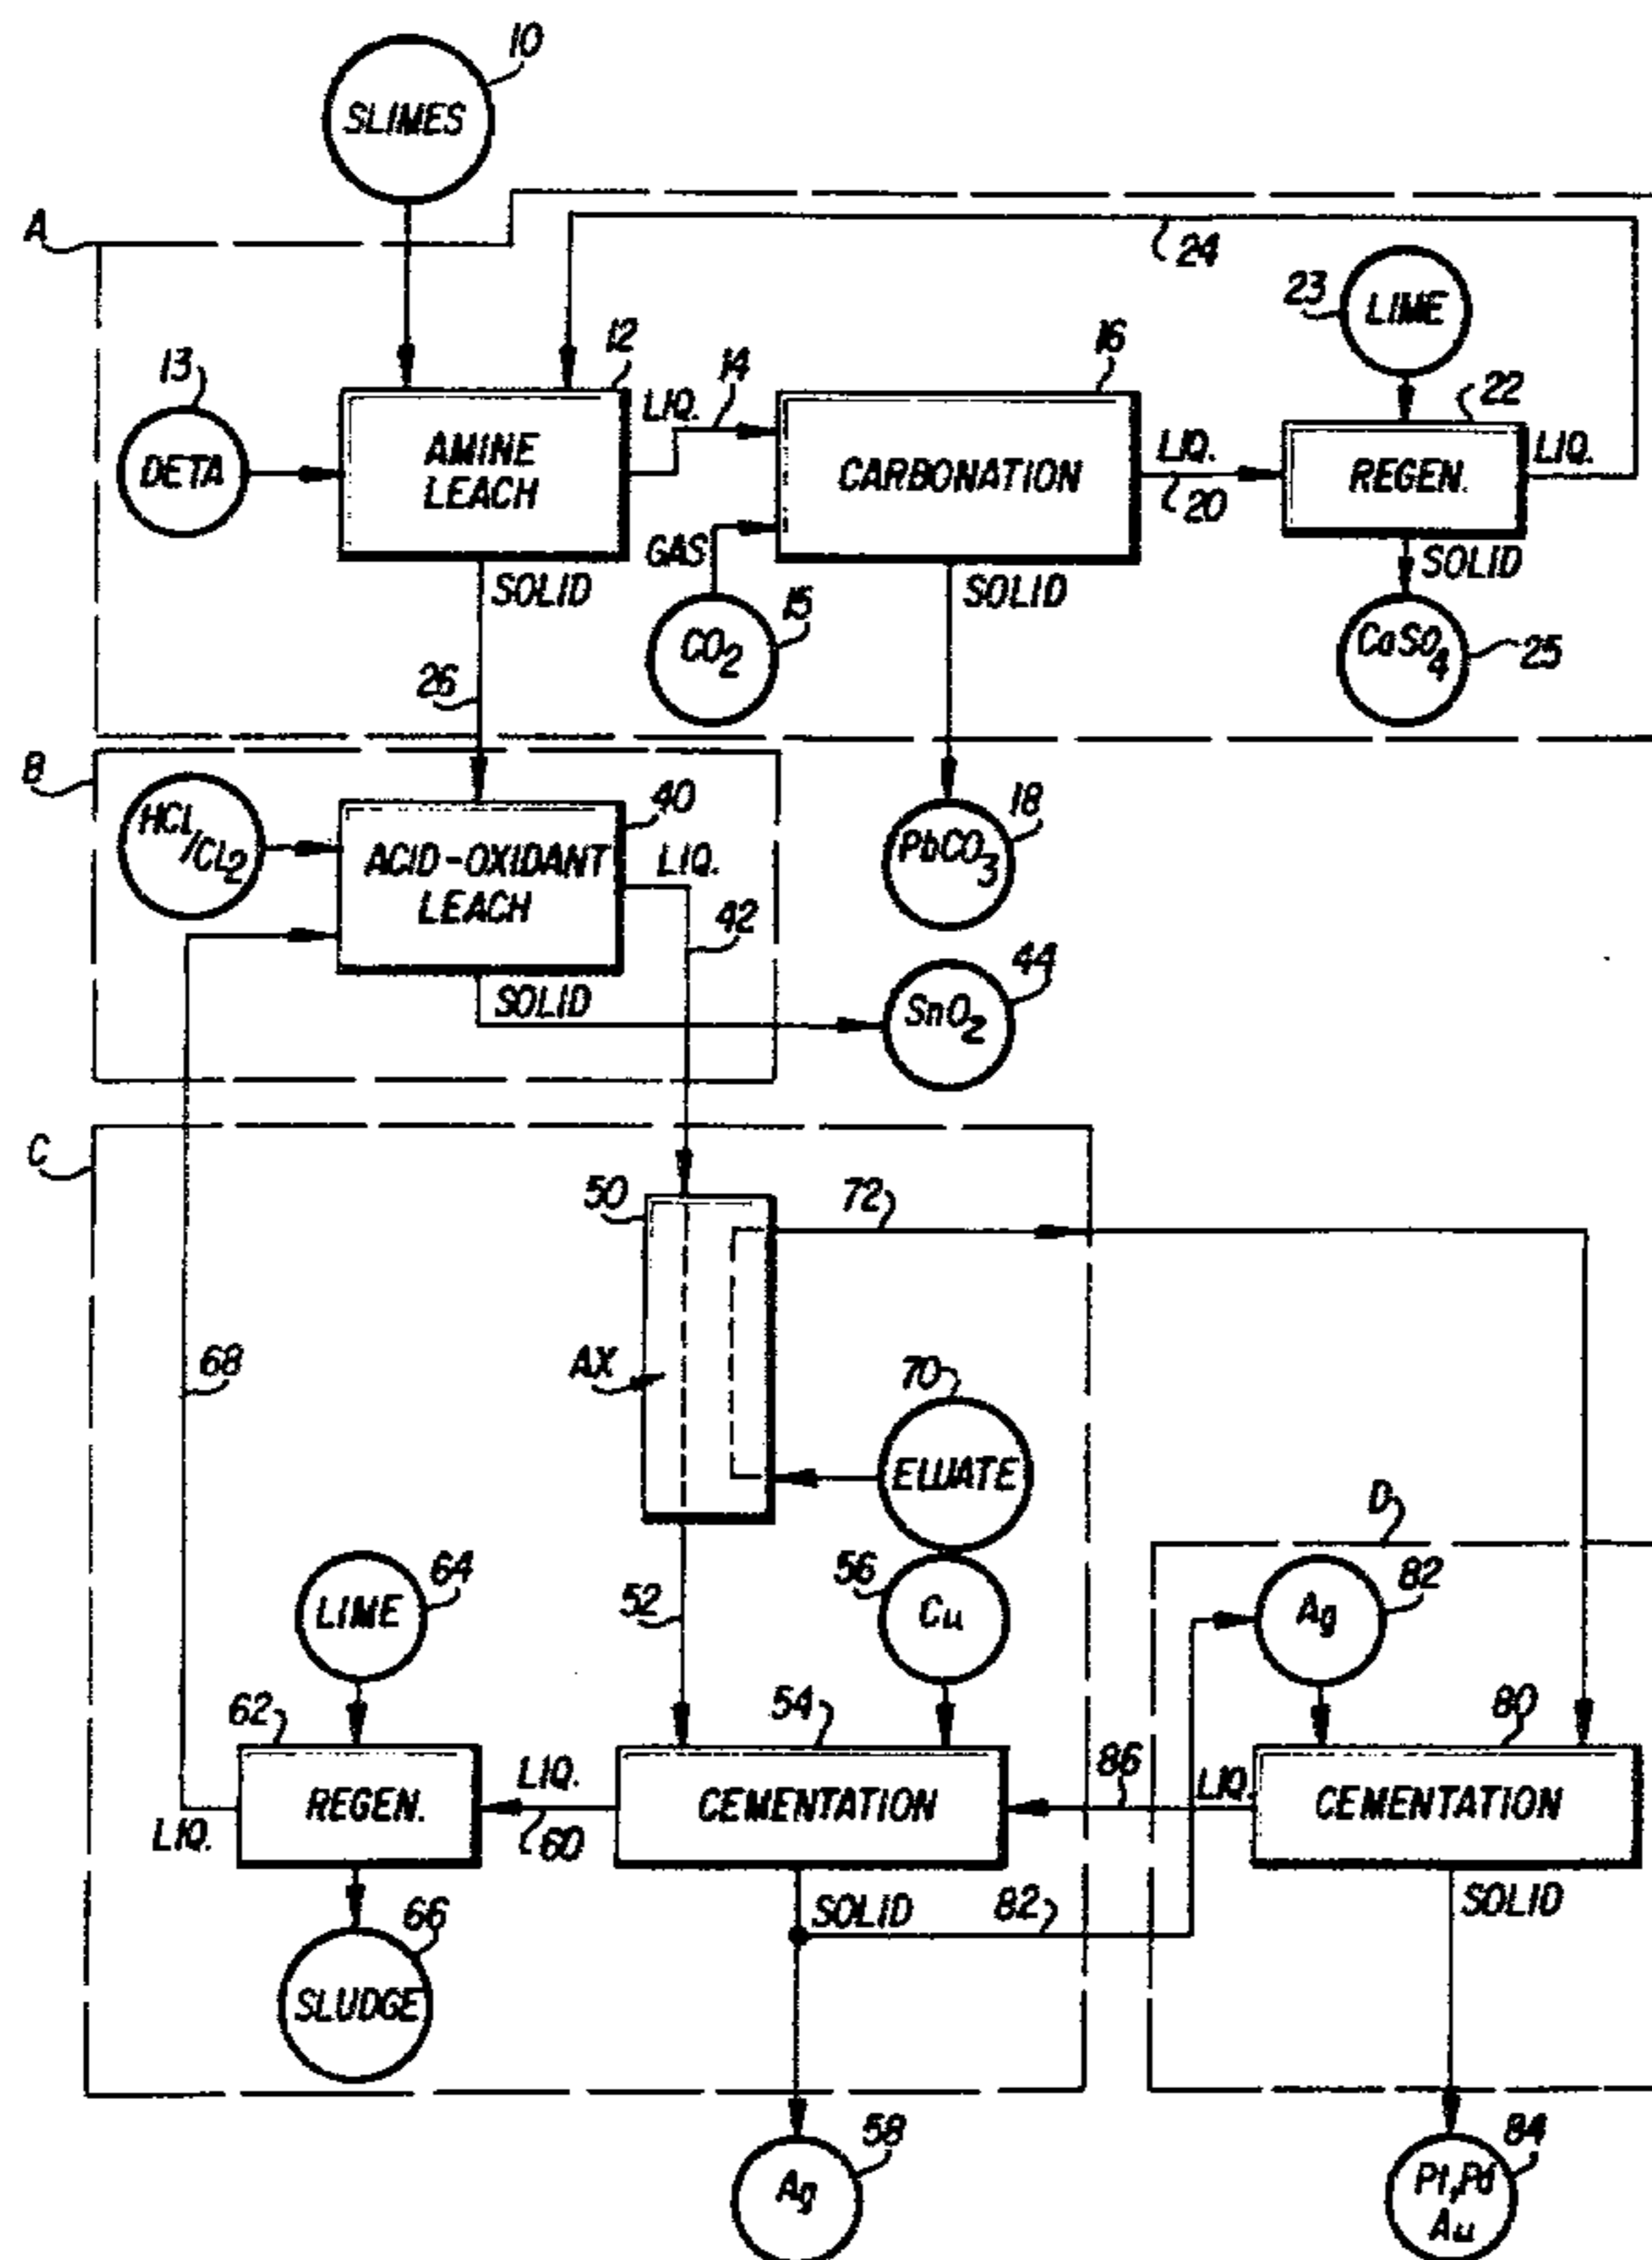 10
SLIMES
A
24
23
LIME
12
14
16
22
13
LIQ.
LIQ.
LIQ.
DETA
AMINE
LEACH
CARBONATION
20
REGEN.
GAS
SOLID
SOLID
SOLID
15
CO2
CaSO4
25
26
B
HCL
/CL2
40
ACID-OXIDANT
LEACH
LIQ.
18
PbCO3
42
SOLID
44
SnO2
C
50
72
68
AX
70
ELUATE
D
64
LIME
56
Cu
82
Ag
52
62
54
80
REGEN.
LIQ.
CEMENTATION
86
LIQ.
CEMENTATION
LIQ.
60
66
SOLID
82
SOLID
SLUDGE
58
Ag
84
Pt,Pd
Au